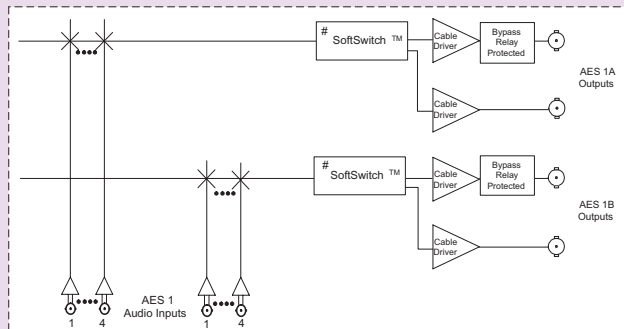 #
SoftSwitch ™
Cable
Driver
Bypass
Relay
Protected
Cable
Driver
AES 1A
Outputs
#
SoftSwitch ™
Cable
Driver
Bypass
Relay
Protected
Cable
Driver
AES 1B
Outputs
AES 1
Audio Inputs
1
4
1
4